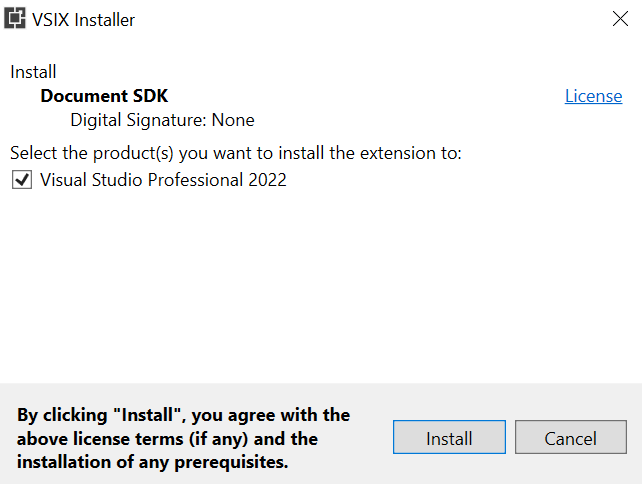 VSIX Installer
Install
Document SDK
License
Digital Signature: None
Select the product(s) you want to install the extension to:
Visual Studio Professional 2022
By clicking "Install", you agree with the
above license terms (if any) and the
installation of any prerequisites.
Install
Cancel